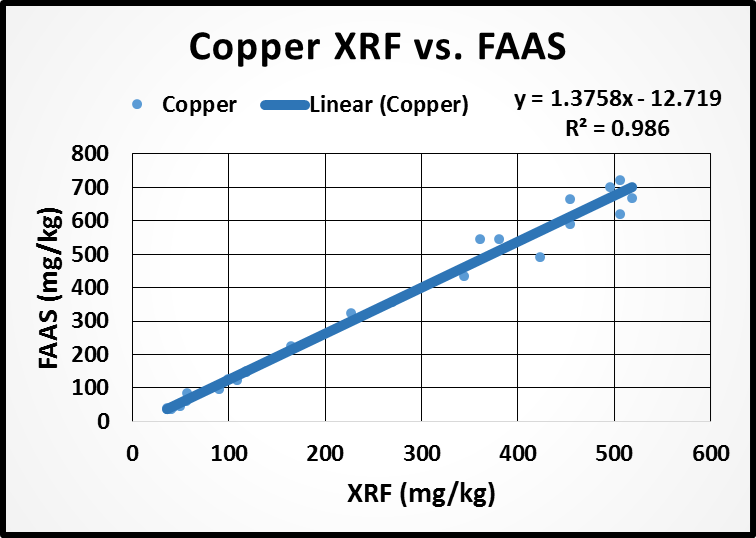 Copper XRF vs. FAAS
Copper
Linear (Copper)
y = 1.3758x - 12.719
R² = 0.986
800
700
600
500
400
300
200
100
0
FAAS (mg/kg)
0 100 200 300 400 500 600
XRF (mg/kg)